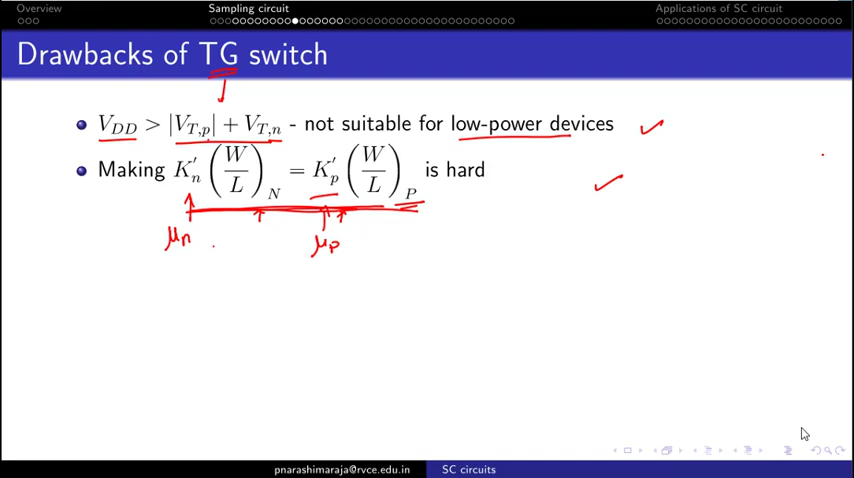 Overview Sampling circuit Applications of SC circuit
Drawbacks of TG switch
V_DD > |V_T,p| + V_T,n - not suitable for low-power devices
Making K′_n (W/L)_N = K′_p (W/L)_P is hard
μn μp
pnarashimaraja@rvce.edu.in SC circuits